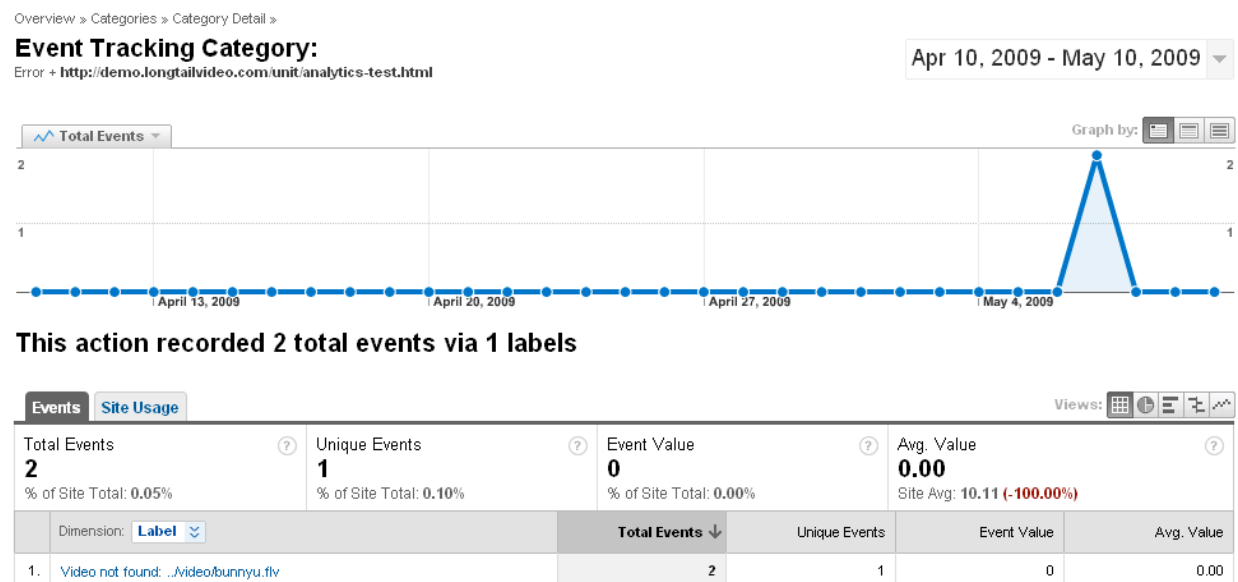 Overview » Categories » Category Detail »
Event Tracking Category:
Error + http://demo.longtailvideo.com/unit/analytics-test.html
Apr 10, 2009 - May 10, 2009
Total Events
Graph by:
2 2
1 1
April 13, 2009 April 20, 2009 April 27, 2009 May 4, 2009
This action recorded 2 total events via 1 labels
Events Site Usage
Views:
Total Events ? Unique Events ? Event Value ? Avg. Value ?
2 1 0 0.00
% of Site Total: 0.05% % of Site Total: 0.10% % of Site Total: 0.00% Site Avg: 10.11 (-100.00%)
Dimension: Label Total Events Unique Events Event Value Avg. Value
1. Video not found: ../video/bunnyu.flv 2 1 0 0.00